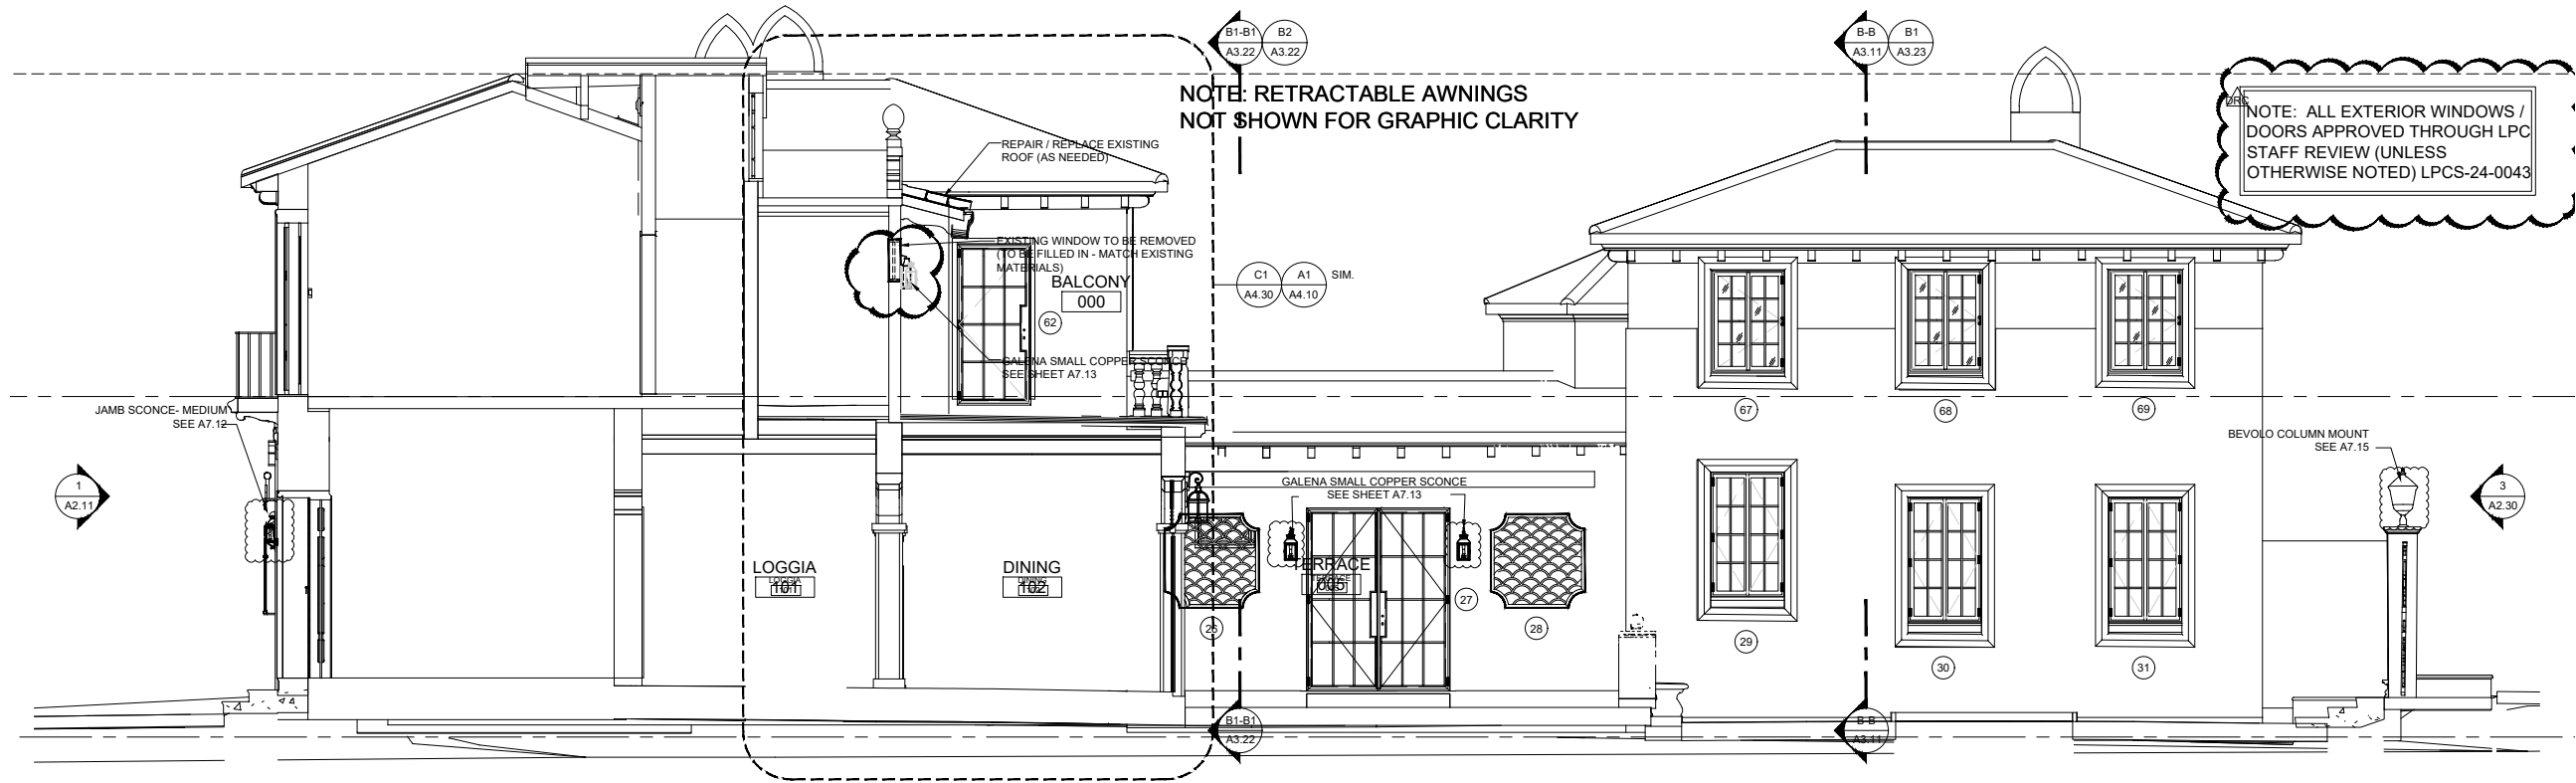 B1-B1
A3.22
B2
A3.22
B-B
A3.11
B1
A3.23
NOTE: RETRACTABLE AWNINGS
NOT SHOWN FOR GRAPHIC CLARITY
DRC
NOTE: ALL EXTERIOR WINDOWS /
DOORS APPROVED THROUGH LPC
STAFF REVIEW (UNLESS
OTHERWISE NOTED) LPCS-24-0043
REPAIR / REPLACE EXISTING
ROOF (AS NEEDED)
EXISTING WINDOW TO BE REMOVED
(TO BE FILLED IN - MATCH EXISTING
MATERIALS)
BALCONY
000
62
C1
A4.30
A1
A4.10
SIM.
GALENA SMALL COPPER SCONCE
SEE SHEET A7.13
JAMB SCONCE- MEDIUM
SEE A7.12
67
68
69
BEVOLO COLUMN MOUNT
SEE A7.15
1
A2.11
3
A2.30
GALENA SMALL COPPER SCONCE
SEE SHEET A7.13
LOGGIA
LOGGIA
101
DINING
DINING
102
TERRACE
TERRACE
005
26
27
28
29
30
31
B1-B1
A3.22
B-B
A3.11